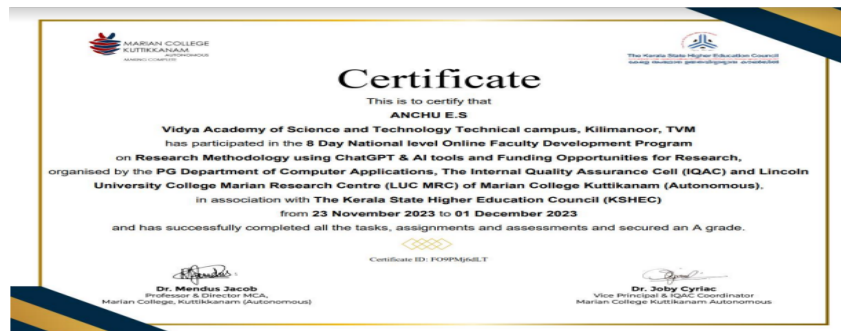 MARIAN COLLEGE
KUTTIKKANAM
AUTONOMOUS
MAKING COMPLETE
The Kerala State Higher Education Council
Certificate
This is to certify that
ANCHU E.S
Vidya Academy of Science and Technology Technical campus, Kilimanoor, TVM
has participated in the 8 Day National level Online Faculty Development Program
on Research Methodology using ChatGPT & AI tools and Funding Opportunities for Research,
organised by the PG Department of Computer Applications, The Internal Quality Assurance Cell (IQAC) and Lincoln
University College Marian Research Centre (LUC MRC) of Marian College Kuttikanam (Autonomous),
in association with The Kerala State Higher Education Council (KSHEC)
from 23 November 2023 to 01 December 2023
and has successfully completed all the tasks, assignments and assessments and secured an A grade.
Certificate ID: FO9PMj6dLT
Dr. Mendus Jacob
Professor & Director MCA,
Marian College, Kuttikkanam (Autonomous)
Dr. Joby Cyriac
Vice Principal & IQAC Coordinator
Marian College Kuttikanam Autonomous